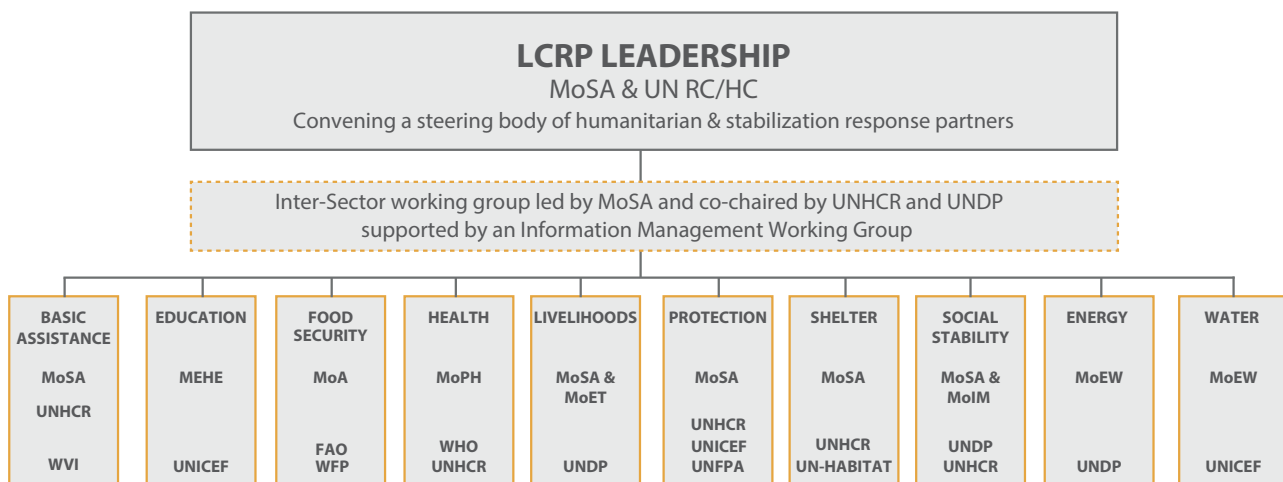 LCRP LEADERSHIP
MoSA & UN RC/HC
Convening a steering body of humanitarian & stabilization response partners
Inter-Sector working group led by MoSA and co-chaired by UNHCR and UNDP
supported by an Information Management Working Group
BASIC
ASSISTANCE
MoSA
UNHCR
WVI
EDUCATION
MEHE
UNICEF
FOOD
SECURITY
MoA
FAO
WFP
HEALTH
MoPH
WHO
UNHCR
LIVELIHOODS
MoSA &
MoET
UNDP
PROTECTION
MoSA
UNHCR
UNICEF
UNFPA
SHELTER
MoSA
UNHCR
UN-HABITAT
SOCIAL
STABILITY
MoSA &
MoIM
UNDP
UNHCR
ENERGY
MoEW
UNDP
WATER
MoEW
UNICEF